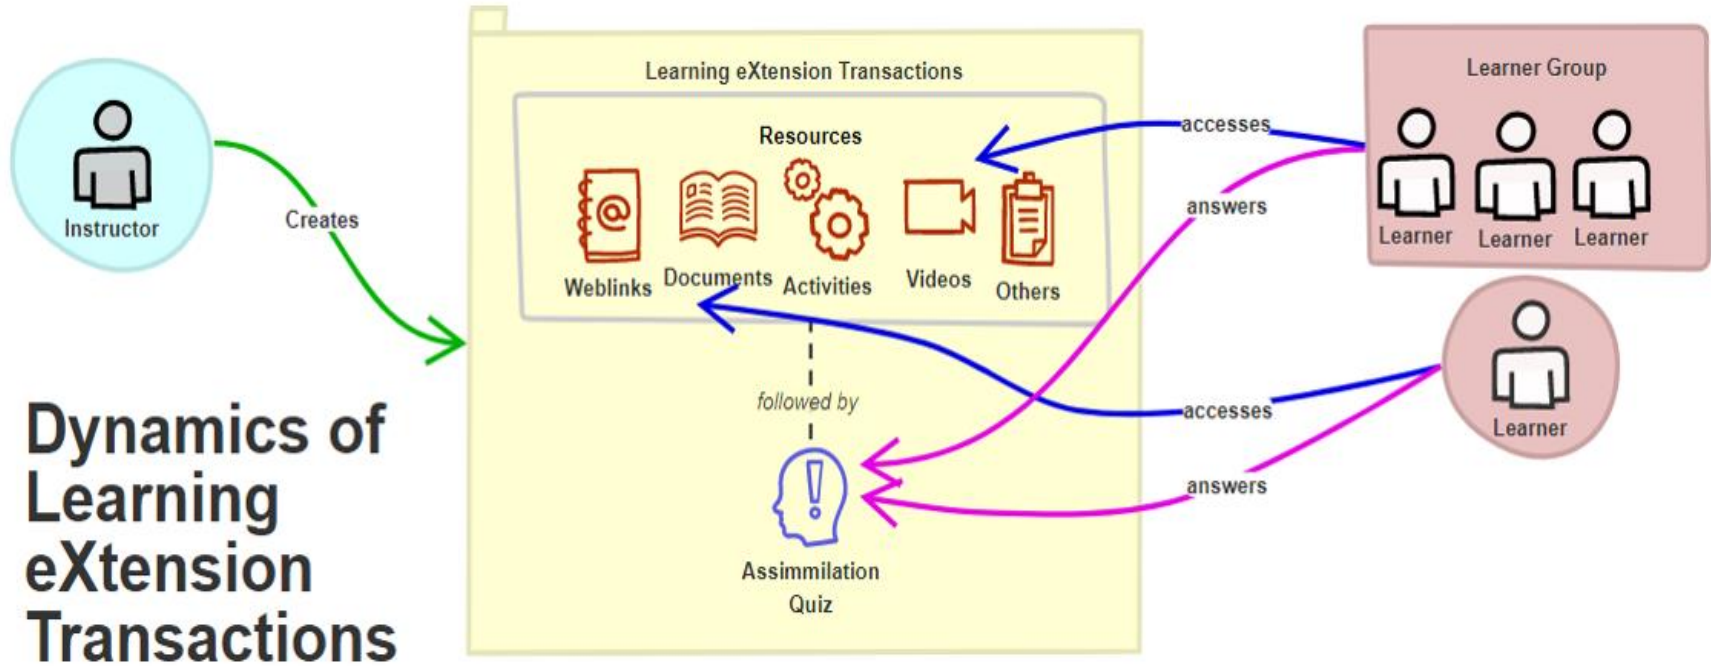 Learning eXtension Transactions
Resources
Weblinks
Documents
Activities
Videos
Others
followed by
Assimmilation
Quiz
Instructor
Creates
accesses
answers
accesses
answers
Learner Group
Learner
Learner
Learner
Learner
Dynamics of
Learning
eXtension
Transactions